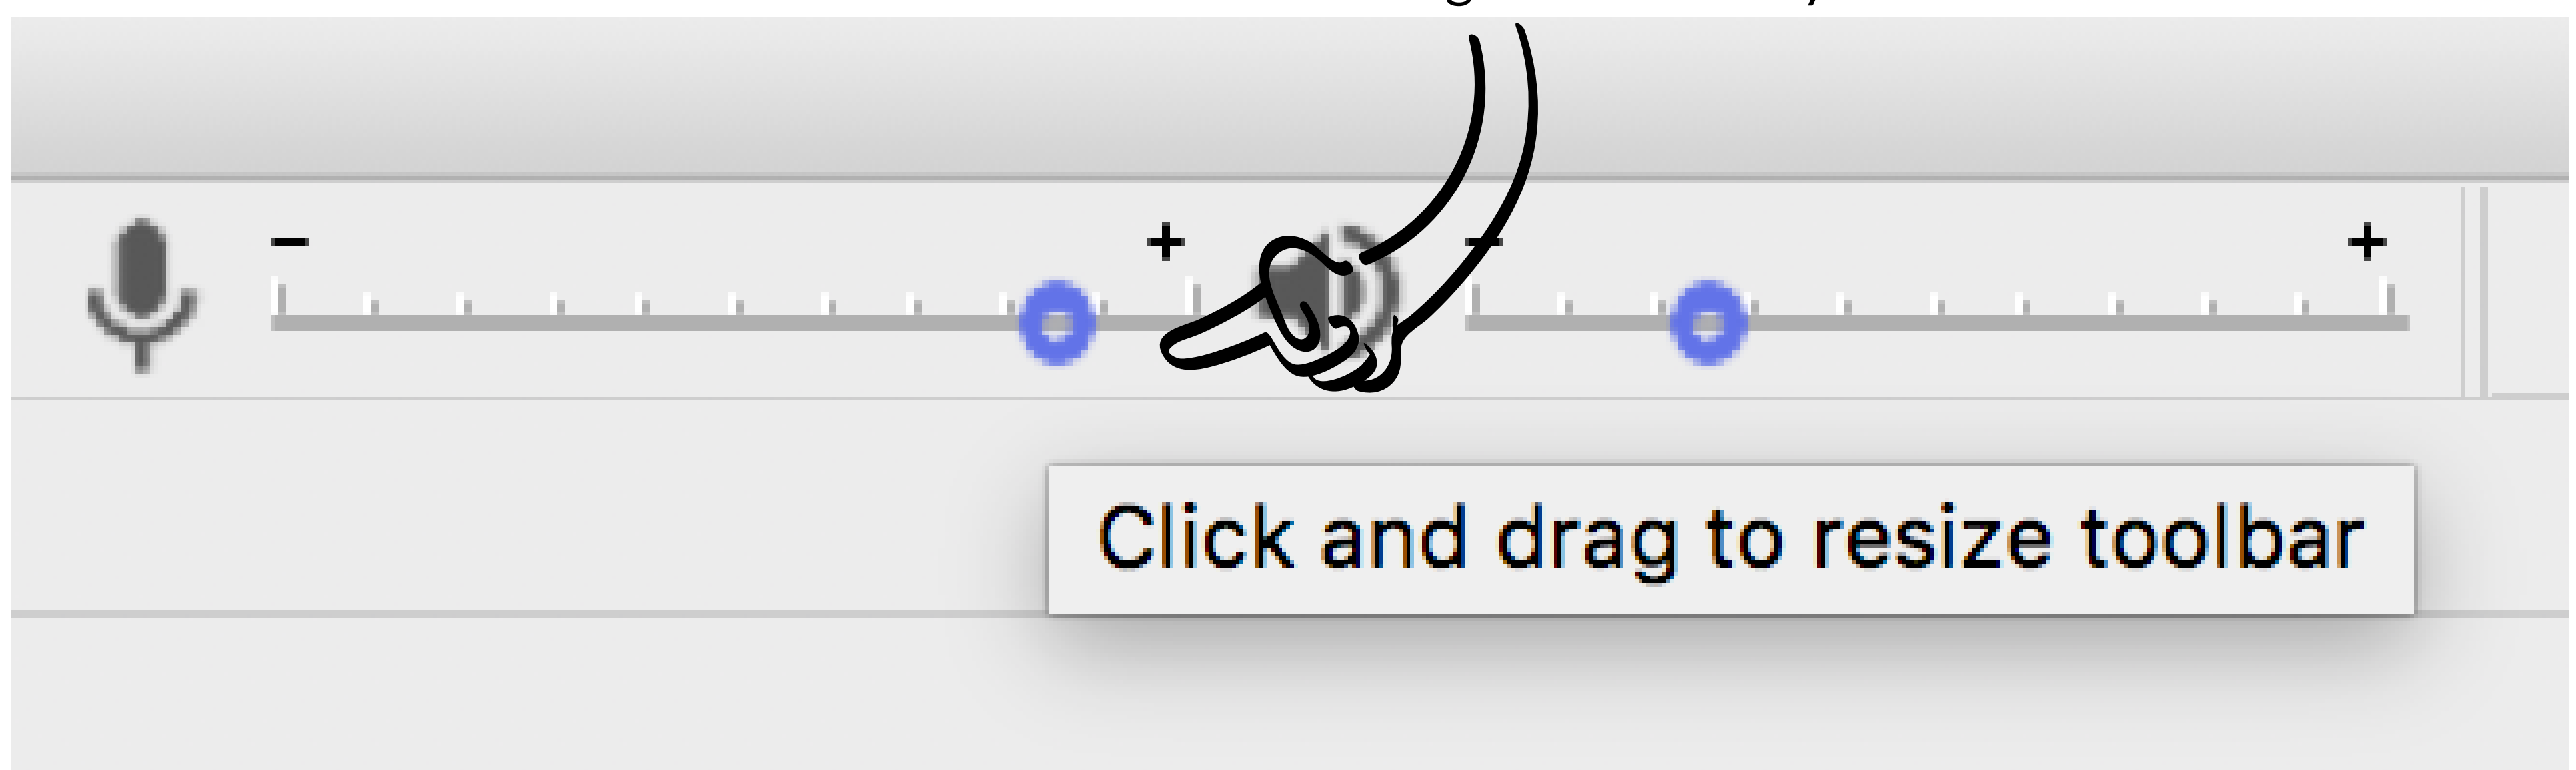 − + − +
Click and drag to resize toolbar